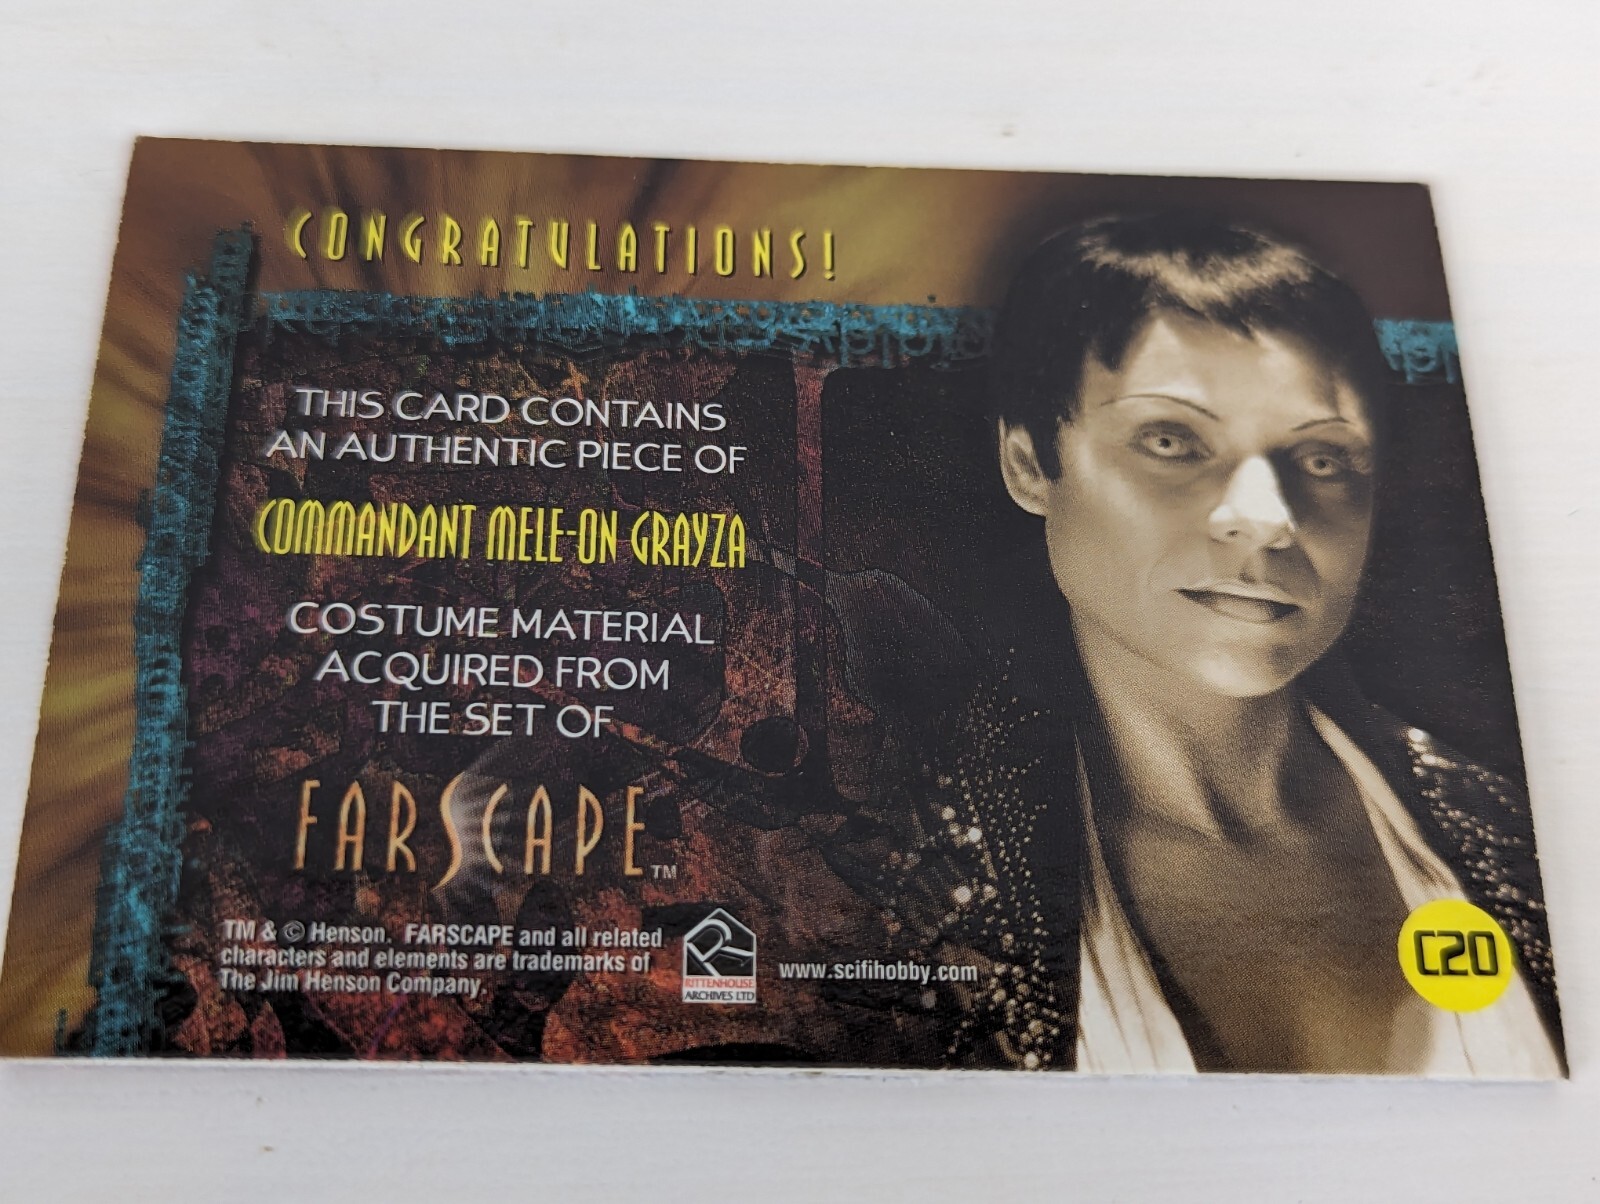 CONGRATULATIONS!
THIS CARD CONTAINS
AN AUTHENTIC PIECE OF
COMMANDANT MELE-ON GRAYZA
COSTUME MATERIAL
ACQUIRED FROM
THE SET OF
FARSCAPE™
TM & © Henson. FARSCAPE and all related
characters and elements are trademarks of
The Jim Henson Company.
RITTENHOUSE
ARCHIVES LTD
www.scifihobby.com
C20